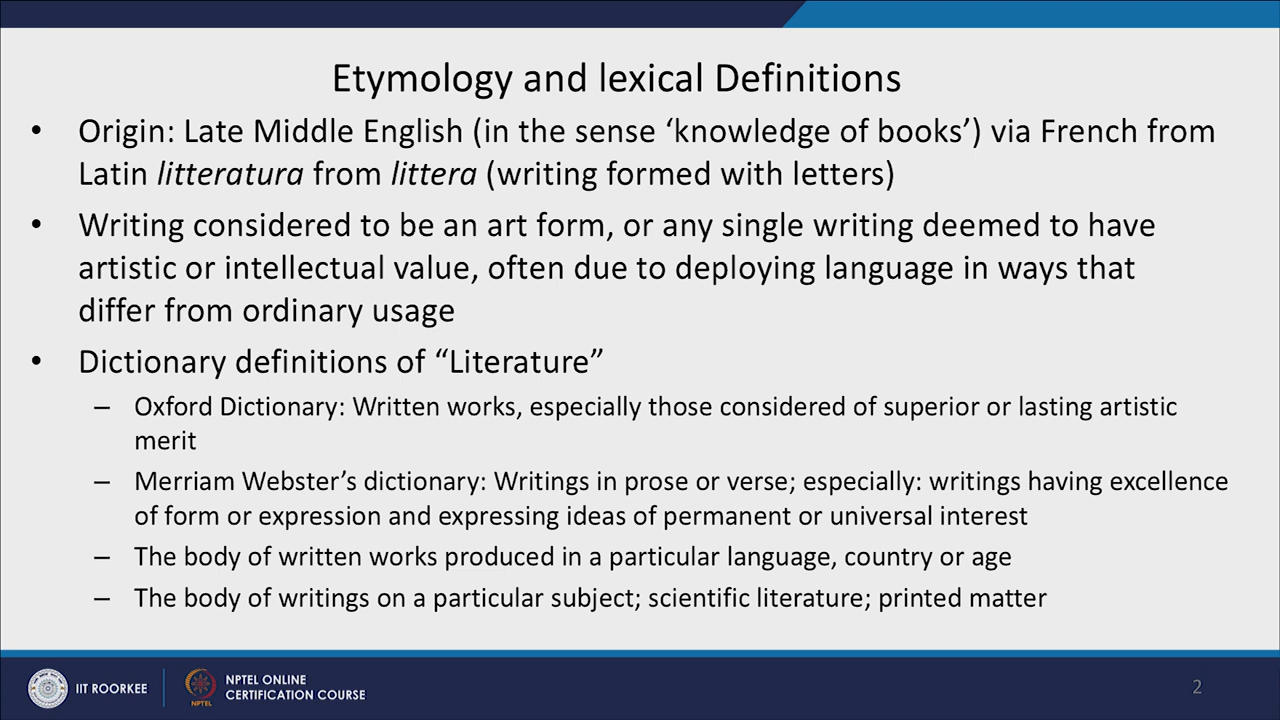 Etymology and lexical Definitions
• Origin: Late Middle English (in the sense ‘knowledge of books’) via French from
Latin litteratura from littera (writing formed with letters)
• Writing considered to be an art form, or any single writing deemed to have
artistic or intellectual value, often due to deploying language in ways that
differ from ordinary usage
• Dictionary definitions of “Literature”
– Oxford Dictionary: Written works, especially those considered of superior or lasting artistic
merit
– Merriam Webster’s dictionary: Writings in prose or verse; especially: writings having excellence
of form or expression and expressing ideas of permanent or universal interest
– The body of written works produced in a particular language, country or age
– The body of writings on a particular subject; scientific literature; printed matter
IIT ROORKEE
NPTEL
NPTEL ONLINE
CERTIFICATION COURSE
2